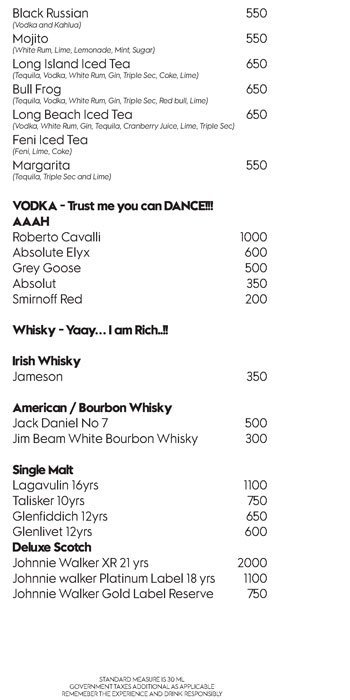 Black Russian 550
(Vodka and Kahlua)
Mojito 550
(White Rum, Lime, Lemonade, Mint, Sugar)
Long Island Iced Tea 650
(Tequila, Vodka, White Rum, Gin, Triple Sec, Coke, Lime)
Bull Frog 650
(Tequila, Vodka, White Rum, Gin, Triple Sec, Red bull, Lime)
Long Beach Iced Tea 650
(Vodka, White Rum, Gin, Tequila, Cranberry Juice, Lime, Triple Sec)
Feni Iced Tea
(Feni, Lime, Coke)
Margarita 550
(Tequila, Triple Sec and Lime)
VODKA - Trust me you can DANCE!!!
AAAH
Roberto Cavalli 1000
Absolute Elyx 600
Grey Goose 500
Absolut 350
Smirnoff Red 200
Whisky - Yaay... I am Rich..!!
Irish Whisky
Jameson 350
American / Bourbon Whisky
Jack Daniel No 7 500
Jim Beam White Bourbon Whisky 300
Single Malt
Lagavulin 16yrs 1100
Talisker 10yrs 750
Glenfiddich 12yrs 650
Glenlivet 12yrs 600
Deluxe Scotch
Johnnie Walker XR 21 yrs 2000
Johnnie walker Platinum Label 18 yrs 1100
Johnnie Walker Gold Label Reserve 750
STANDARD MEASURE IS 30 ML
GOVERNMENT TAXES ADDITIONAL AS APPLICABLE
REMEMEBER THE EXPERIENCE AND DRINK RESPONSIBLY